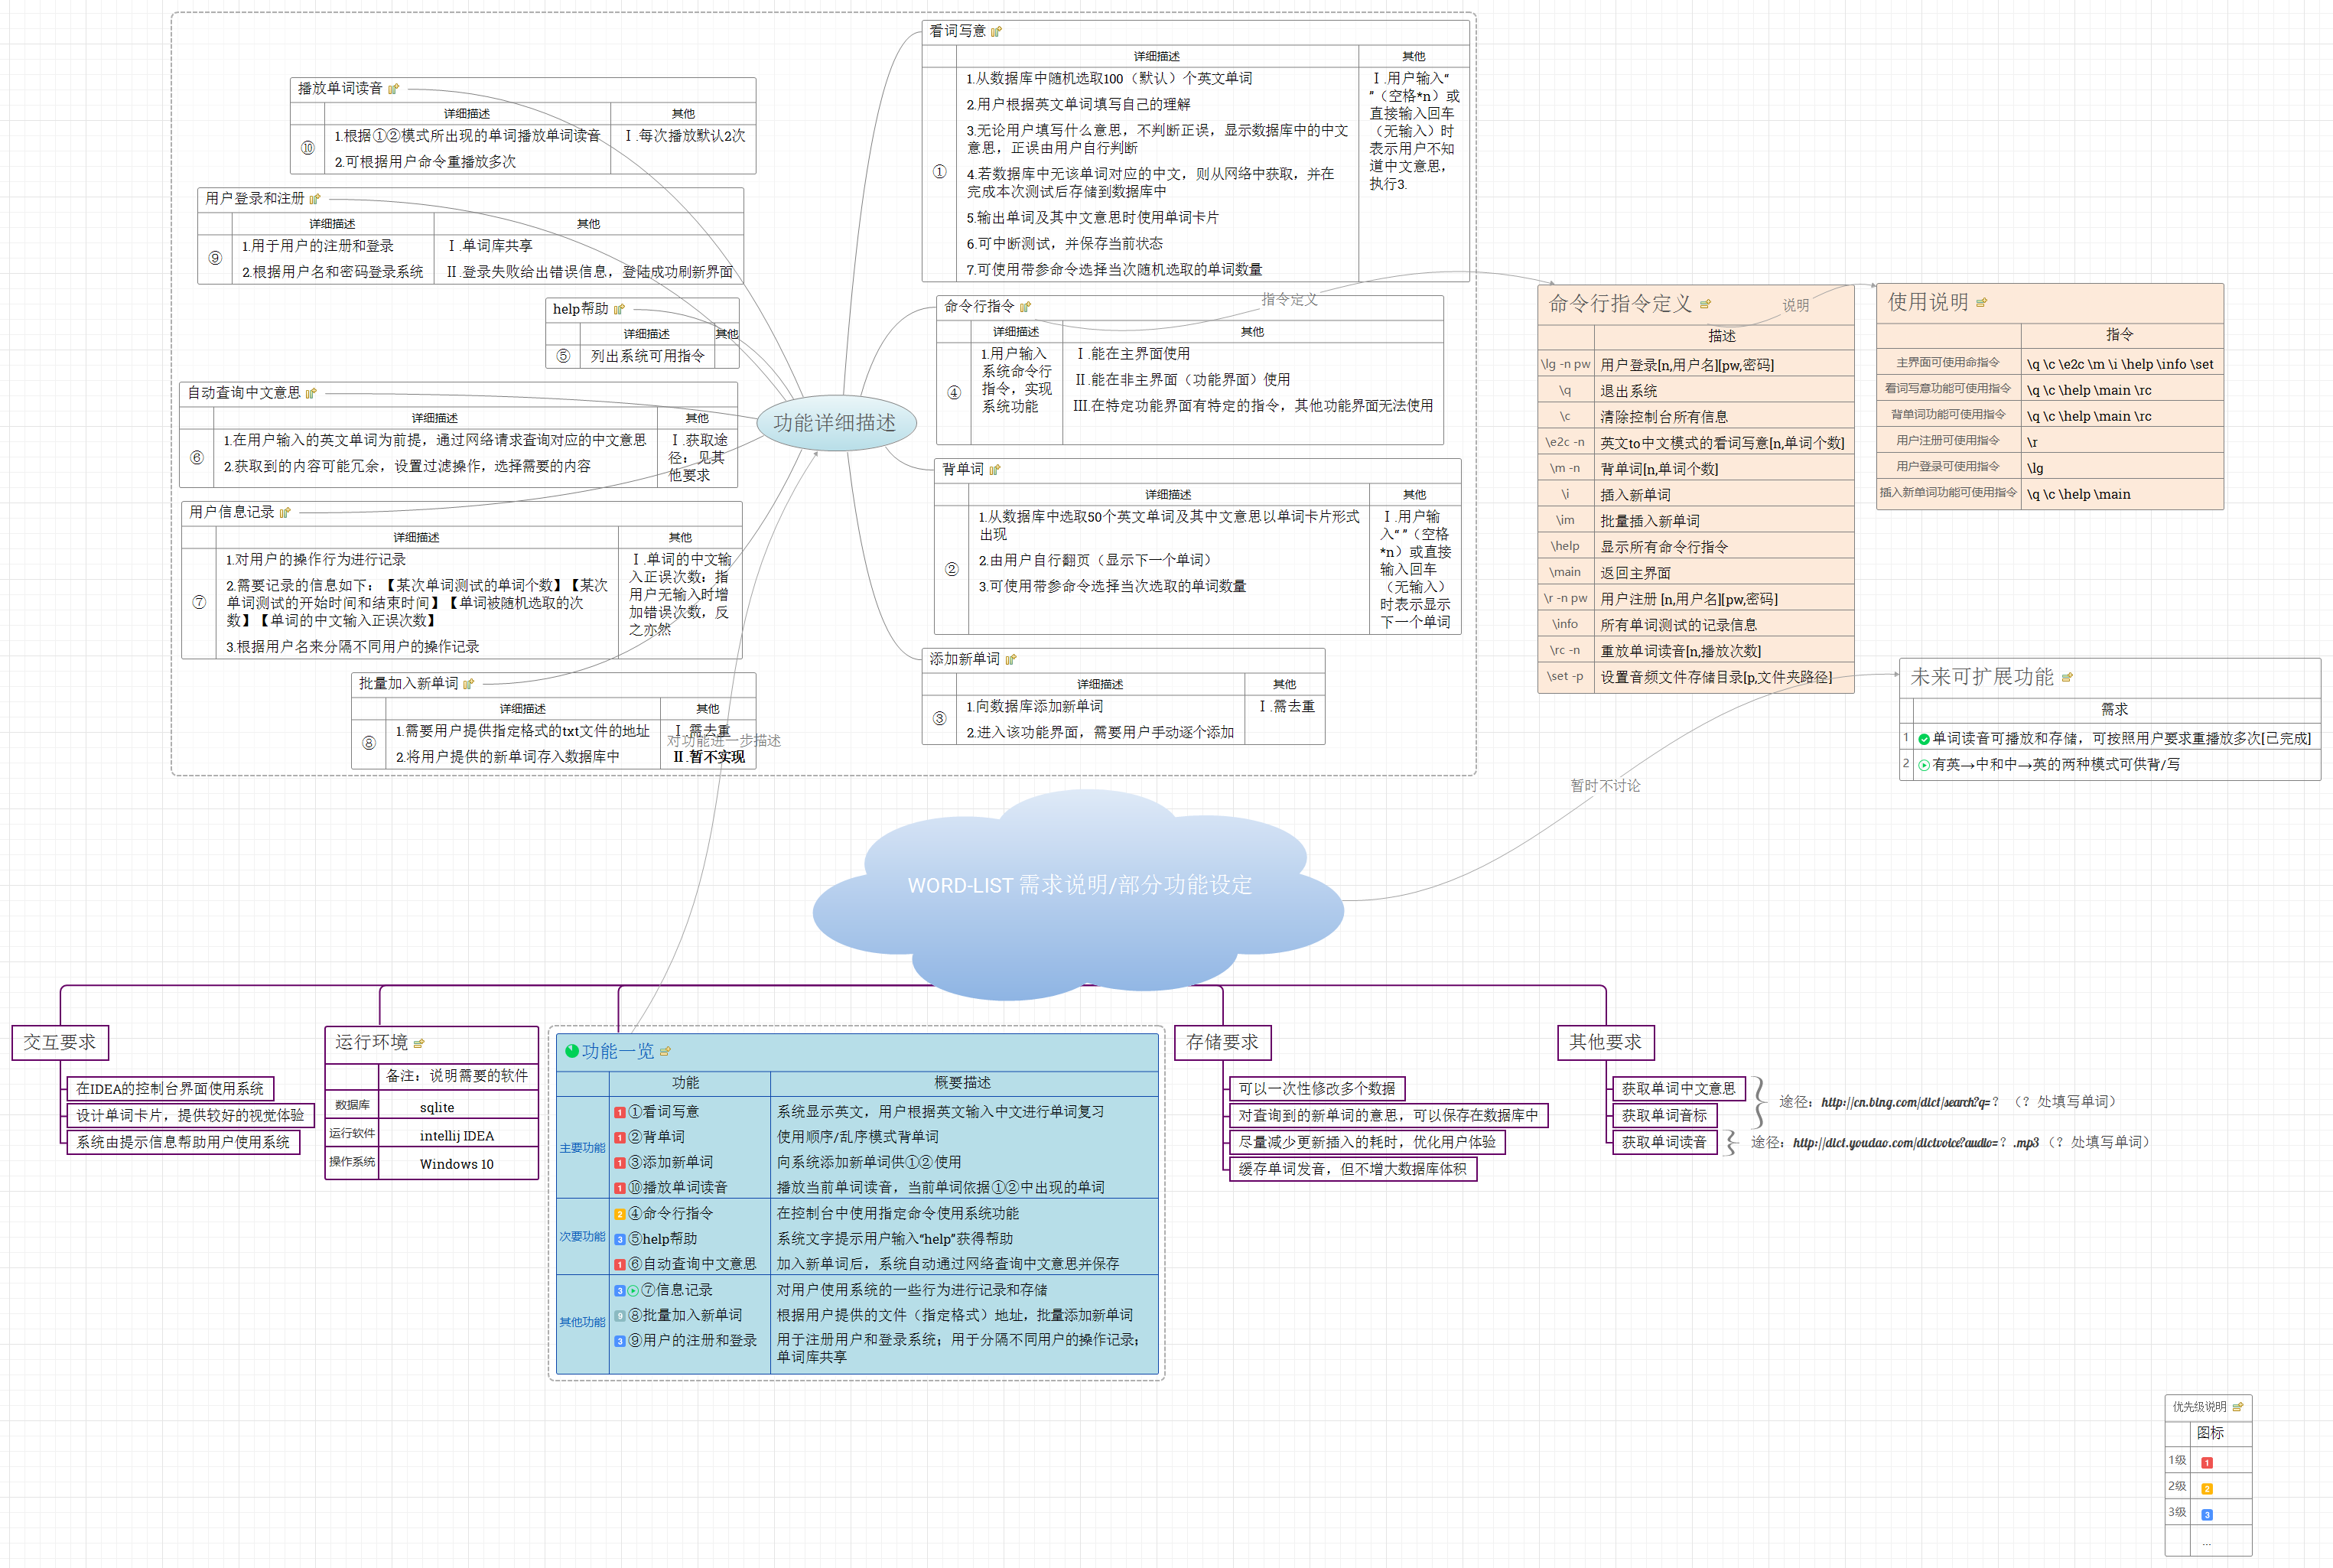 看词写意
详细描述 其他
①
1.从数据库中随机选取100（默认）个英文单词
2.用户根据英文单词填写自己的理解
3.无论用户填写什么意思，不判断正误，显示数据库中的中文
意思，正误由用户自行判断
4.若数据库中无该单词对应的中文，则从网络中获取，并在
完成本次测试后存储到数据库中
5.输出单词及其中文意思时使用单词卡片
6.可中断测试，并保存当前状态
7.可使用带参命令选择当次随机选取的单词数量
Ⅰ.用户输入“
”（空格*n）或
直接输入回车
（无输入）时
表示用户不知
道中文意思，
执行3.
播放单词读音
详细描述 其他
⑩
1.根据①②模式所出现的单词播放单词读音
2.可根据用户命令重播放多次
Ⅰ.每次播放默认2次
用户登录和注册
详细描述 其他
⑨
1.用于用户的注册和登录
2.根据用户名和密码登录系统
Ⅰ.单词库共享
Ⅱ.登录失败给出错误信息，登陆成功刷新界面
help帮助
详细描述 其他
⑤ 列出系统可用指令
自动查询中文意思
详细描述 其他
⑥
1.在用户输入的英文单词为前提，通过网络请求查询对应的中文意思
2.获取到的内容可能冗余，设置过滤操作，选择需要的内容
Ⅰ.获取途
径：见其
他要求
用户信息记录
详细描述 其他
⑦
1.对用户的操作行为进行记录
2.需要记录的信息如下：【某次单词测试的单词个数】【某次
单词测试的开始时间和结束时间】【单词被随机选取的次
数】【单词的中文输入正误次数】
3.根据用户名来分隔不同用户的操作记录
Ⅰ.单词的中文输
入正误次数：指
用户无输入时增
加错误次数，反
之亦然
批量加入新单词
详细描述 其他
⑧
1.需要用户提供指定格式的txt文件的地址
2.将用户提供的新单词存入数据库中
Ⅰ.需去重
Ⅱ.暂不实现
对功能进一步描述
功能详细描述
命令行指令
详细描述 其他
④
1.用户输入
系统命令行
指令，实现
系统功能
Ⅰ.能在主界面使用
Ⅱ.能在非主界面（功能界面）使用
Ⅲ.在特定功能界面有特定的指令，其他功能界面无法使用
指令定义
背单词
详细描述 其他
②
1.从数据库中选取50个英文单词及其中文意思以单词卡片形式
出现
2.由用户自行翻页（显示下一个单词）
3.可使用带参命令选择当次选取的单词数量
Ⅰ.用户输
入“ ”（空格
*n）或直接
输入回车
（无输入）
时表示显示
下一个单词
添加新单词
详细描述 其他
③
1.向数据库添加新单词
2.进入该功能界面，需要用户手动逐个添加
Ⅰ.需去重
命令行指令定义
描述
\lg -n pw 用户登录[n,用户名][pw,密码]
\q 退出系统
\c 清除控制台所有信息
\e2c -n 英文to中文模式的看词写意[n,单词个数]
\m -n 背单词[n,单词个数]
\i 插入新单词
\im 批量插入新单词
\help 显示所有命令行指令
\main 返回主界面
\r -n pw 用户注册 [n,用户名][pw,密码]
\info 所有单词测试的记录信息
\rc -n 重放单词读音[n,播放次数]
\set -p 设置音频文件存储目录[p,文件夹路径]
说明
使用说明
指令
主界面可使用命指令 \q \c \e2c \m \i \help \info \set
看词写意功能可使用指令 \q \c \help \main \rc
背单词功能可使用指令 \q \c \help \main \rc
用户注册可使用指令 \r
用户登录可使用指令 \lg
插入新单词功能可使用指令 \q \c \help \main
未来可扩展功能
需求
1 单词读音可播放和存储，可按照用户要求重播放多次[已完成]
2 有英→中和中→英的两种模式可供背/写
暂时不讨论
WORD-LIST 需求说明/部分功能设定
交互要求
在IDEA的控制台界面使用系统
设计单词卡片，提供较好的视觉体验
系统由提示信息帮助用户使用系统
运行环境
备注：说明需要的软件
数据库 sqlite
运行软件 intellij IDEA
操作系统 Windows 10
功能一览
功能 概要描述
主要功能
1 ①看词写意 系统显示英文，用户根据英文输入中文进行单词复习
1 ②背单词 使用顺序/乱序模式背单词
1 ③添加新单词 向系统添加新单词供①②使用
1 ⑩播放单词读音 播放当前单词读音，当前单词依据①②中出现的单词
次要功能
2 ④命令行指令 在控制台中使用指定命令使用系统功能
3 ⑤help帮助 系统文字提示用户输入“help”获得帮助
1 ⑥自动查询中文意思 加入新单词后，系统自动通过网络查询中文意思并保存
其他功能
3 ⑦信息记录 对用户使用系统的一些行为进行记录和存储
9 ⑧批量加入新单词 根据用户提供的文件（指定格式）地址，批量添加新单词
3 ⑨用户的注册和登录 用于注册用户和登录系统；用于分隔不同用户的操作记录；
单词库共享
存储要求
可以一次性修改多个数据
对查询到的新单词的意思，可以保存在数据库中
尽量减少更新插入的耗时，优化用户体验
缓存单词发音，但不增大数据库体积
其他要求
获取单词中文意思
获取单词音标
获取单词读音
途径：http://cn.bing.com/dict/search?q=？（？处填写单词）
途径：http://dict.youdao.com/dictvoice?audio=？.mp3（？处填写单词）
优先级说明
图标
1级 1
2级 2
3级 3
...